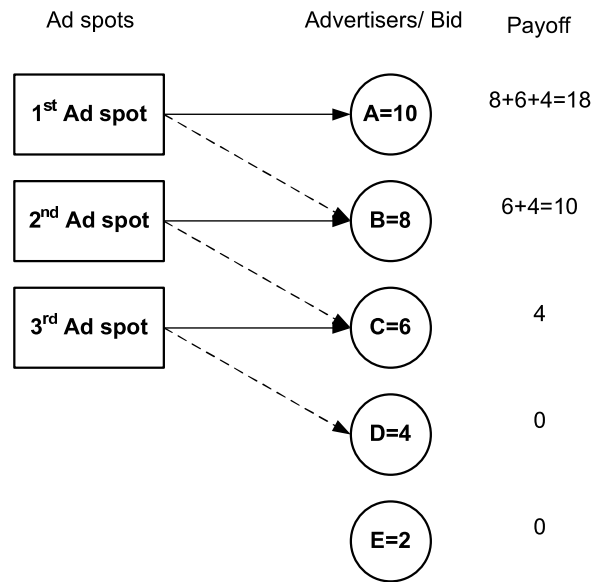 Ad spots Advertisers/ Bid Payoff
1st Ad spot A=10 8+6+4=18
2nd Ad spot B=8 6+4=10
3rd Ad spot C=6 4
D=4 0
E=2 0